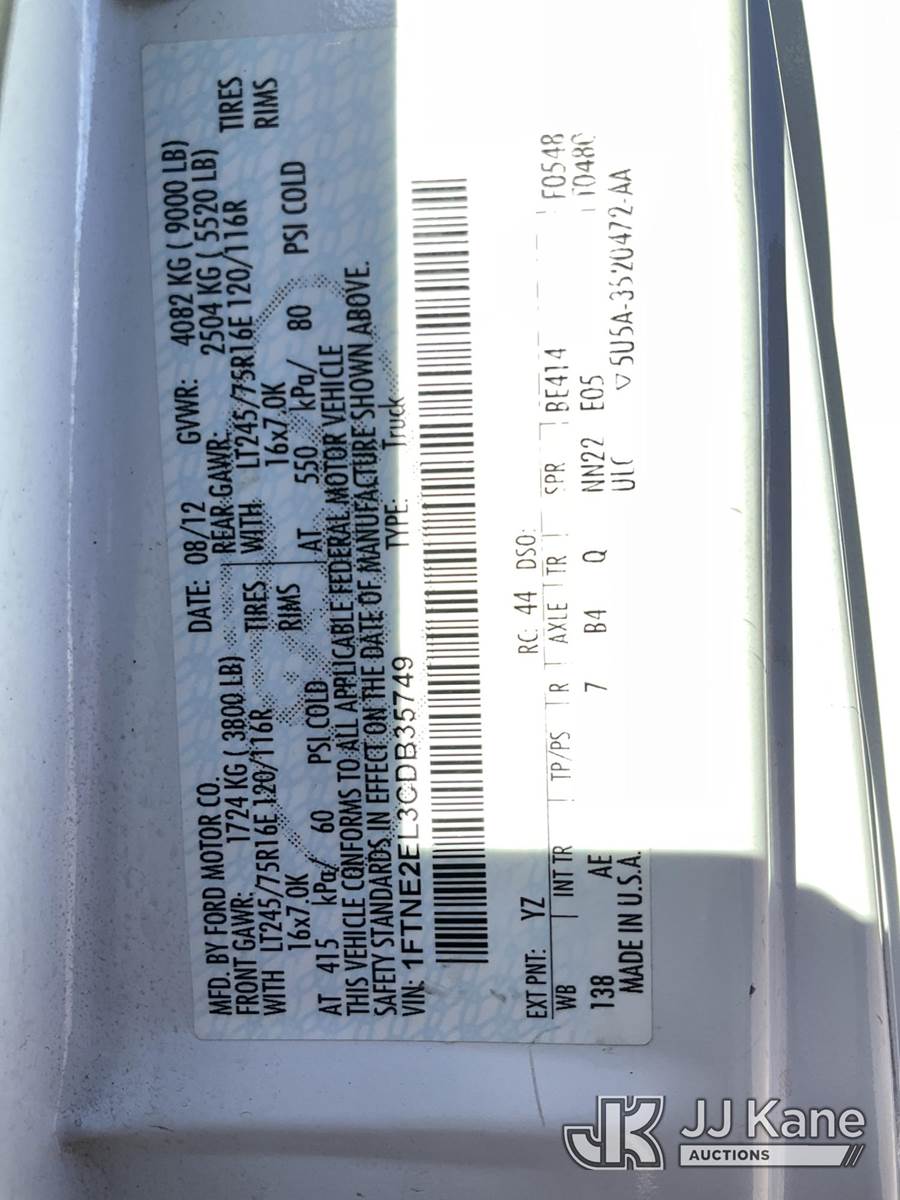 MFD. BY FORD MOTOR CO. DATE: 08/12 GVWR: 4082 KG ( 9000 LB)
FRONT GAWR: 1724 KG ( 3800 LB) REAR GAWR: 2504 KG ( 5520 LB)
WITH LT245/75R16E 120/116R TIRES WITH LT245/75R16E 120/116R TIRES
16x7.0K RIMS 16x7.0K RIMS
AT 415 kPa/ 60 PSI COLD AT 550 kPa/ 80 PSI COLD
THIS VEHICLE CONFORMS TO ALL APPLICABLE FEDERAL MOTOR VEHICLE
SAFETY STANDARDS IN EFFECT ON THE DATE OF MANUFACTURE SHOWN ABOVE.
VIN: 1FTNE2EL3CDB35749 TYPE: Truck
EXT PNT: YZ RC: 44 DSO: F0548
WB INT TR TP/PS R AXLE TR SPR BE414 T0480
138 AE 7 B4 Q NN22 E05
MADE IN U.S.A. ULC ▽5U5A-3520472-AA
JK JJ Kane
AUCTIONS